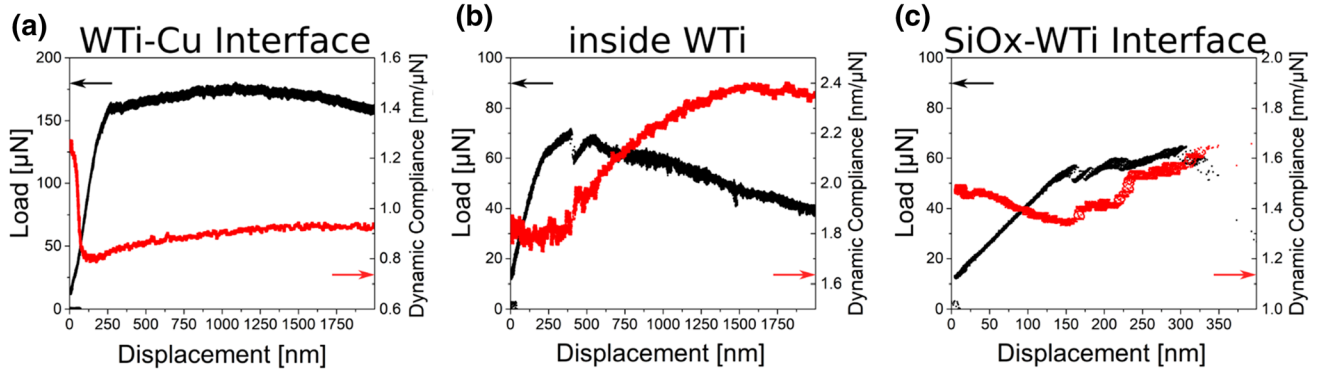 (a)
WTi-Cu Interface
200
150
100
50
0
Load [µN]
1.6
1.4
1.2
1.0
0.8
0.6
Dynamic Compliance [nm/µN]
0 250 500 750 1000 1250 1500 1750
Displacement [nm]
(b)
inside WTi
100
80
60
40
20
0
Load [µN]
2.4
2.2
2.0
1.8
1.6
Dynamic Compliance [nm/µN]
0 250 500 750 1000 1250 1500 1750
Displacement [nm]
(c)
SiOx-WTi Interface
100
80
60
40
20
0
Load [µN]
2.0
1.8
1.6
1.4
1.2
1.0
Dynamic Compliance [nm/µN]
0 50 100 150 200 250 300 350
Displacement [nm]